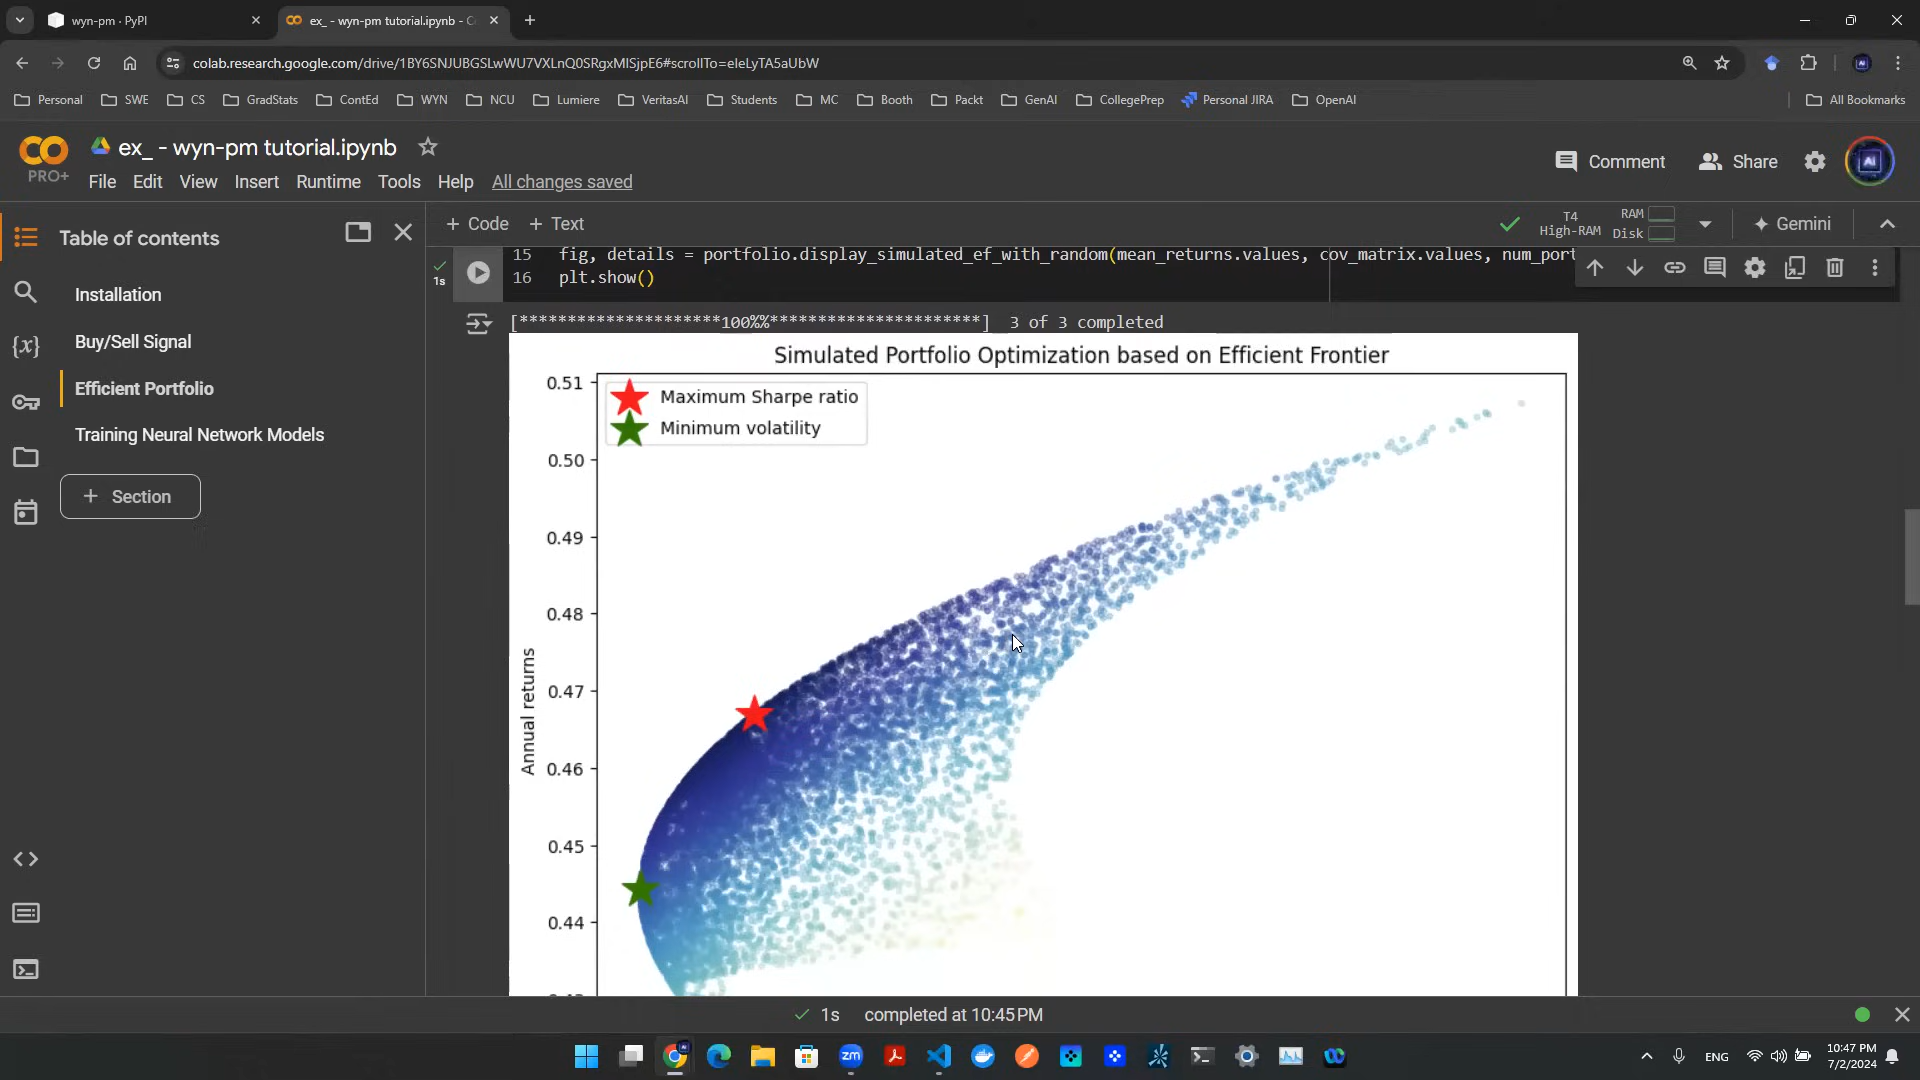 wyn-pm · PyPI
ex_ - wyn-pm tutorial.ipynb - C
colab.research.google.com/drive/1BY6SNJUBGSLwWU7VXLnQ0SRgxMISjpE6#scrollTo=eIeLyTA5aUbW
Personal SWE CS GradStats ContEd WYN NCU Lumiere VeritasAI Students MC Booth Packt GenAI CollegePrep Personal JIRA OpenAI All Bookmarks
CO
PRO+
ex_ - wyn-pm tutorial.ipynb
File Edit View Insert Runtime Tools Help All changes saved
Comment Share
AI
Table of contents
Installation
Buy/Sell Signal
Efficient Portfolio
Training Neural Network Models
+ Section
+ Code + Text
T4
High-RAM
RAM
Disk
Gemini
1s
15 fig, details = portfolio.display_simulated_ef_with_random(mean_returns.values, cov_matrix.values, num_port
16 plt.show()
[*********************100%%**********************] 3 of 3 completed
Simulated Portfolio Optimization based on Efficient Frontier
Maximum Sharpe ratio
Minimum volatility
0.51
0.50
0.49
0.48
0.47
0.46
0.45
0.44
Annual returns
1s completed at 10:45 PM
zm
ENG
10:47 PM
7/2/2024